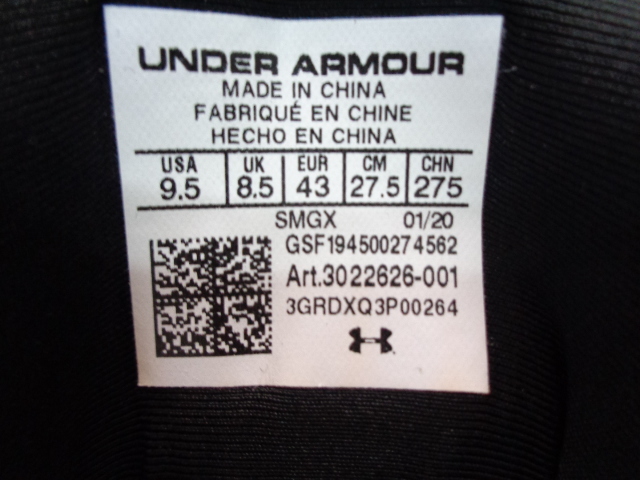 UNDER ARMOUR
MADE IN CHINA
FABRIQUÉ EN CHINE
HECHO EN CHINA
USA UK EUR CM CHN
9.5 8.5 43 27.5 275
SMGX 01/20
GSF194500274562
Art.3022626-001
3GRDXQ3P00264